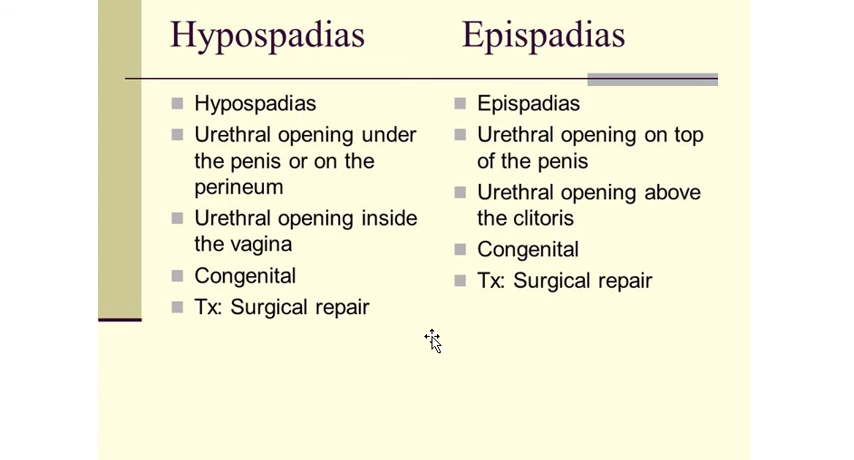 Hypospadias
Epispadias
Hypospadias
Urethral opening under
the penis or on the
perineum
Urethral opening inside
the vagina
Congenital
Tx: Surgical repair
Epispadias
Urethral opening on top
of the penis
Urethral opening above
the clitoris
Congenital
Tx: Surgical repair